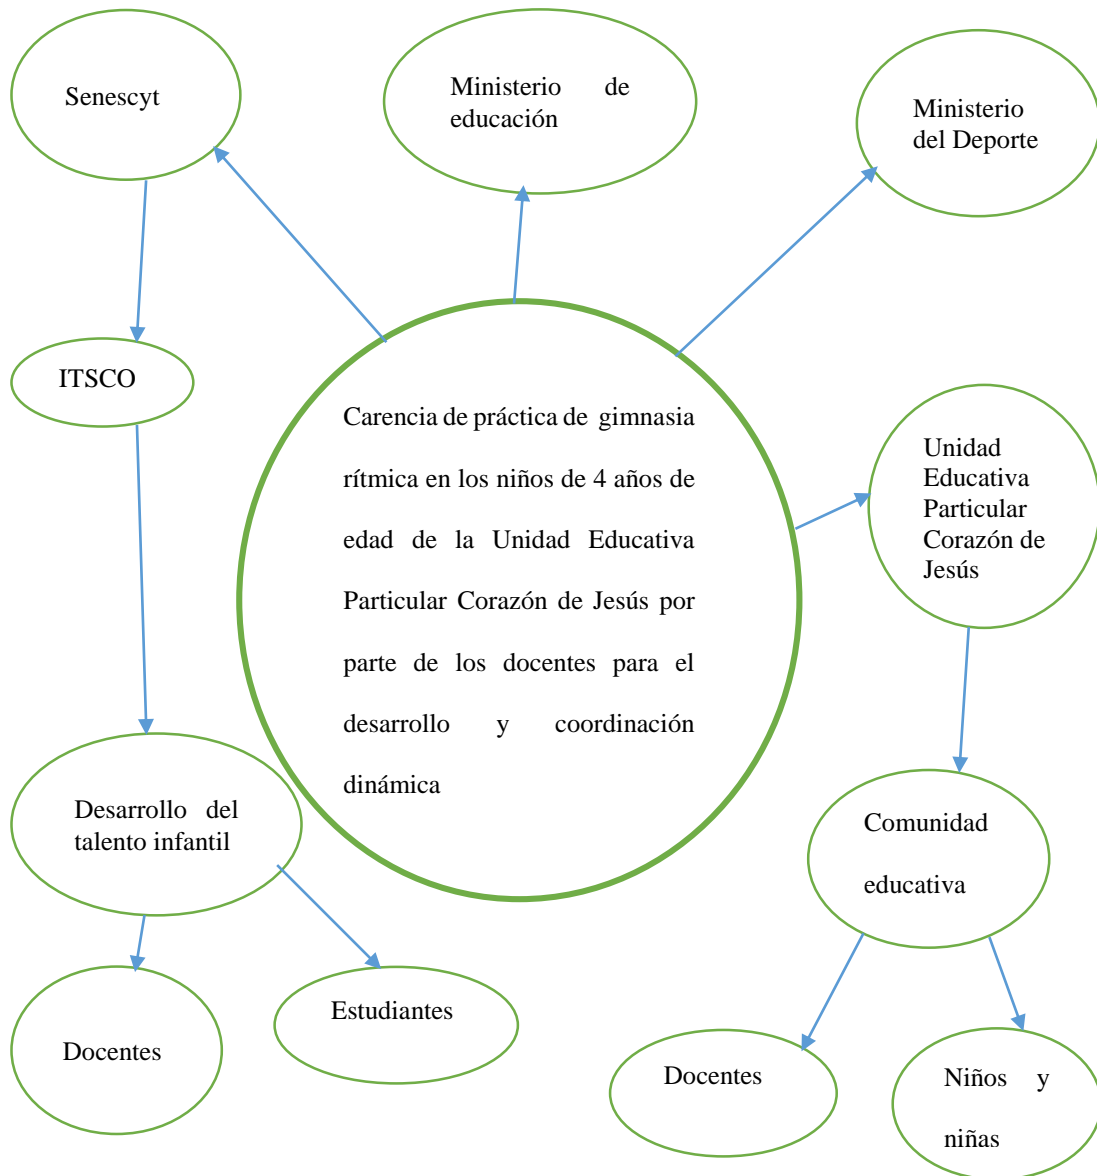 Senescyt
Ministerio de
educación
Ministerio
del Deporte
ITSCO
Carencia de práctica de gimnasia
rítmica en los niños de 4 años de
edad de la Unidad Educativa
Particular Corazón de Jesús por
parte de los docentes para el
desarrollo y coordinación
dinámica
Unidad
Educativa
Particular
Corazón de
Jesús
Desarrollo del
talento infantil
Comunidad
educativa
Docentes
Estudiantes
Docentes
Niños y
niñas